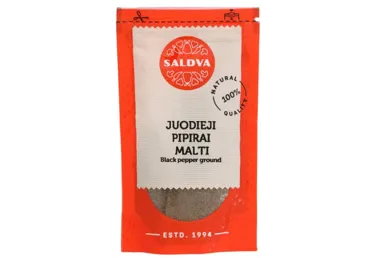 SALDVA
NATURAL
100%
QUALITY
JUODIEJI
PIPIRAI
MALTI
Black pepper ground
ESTD. 1994